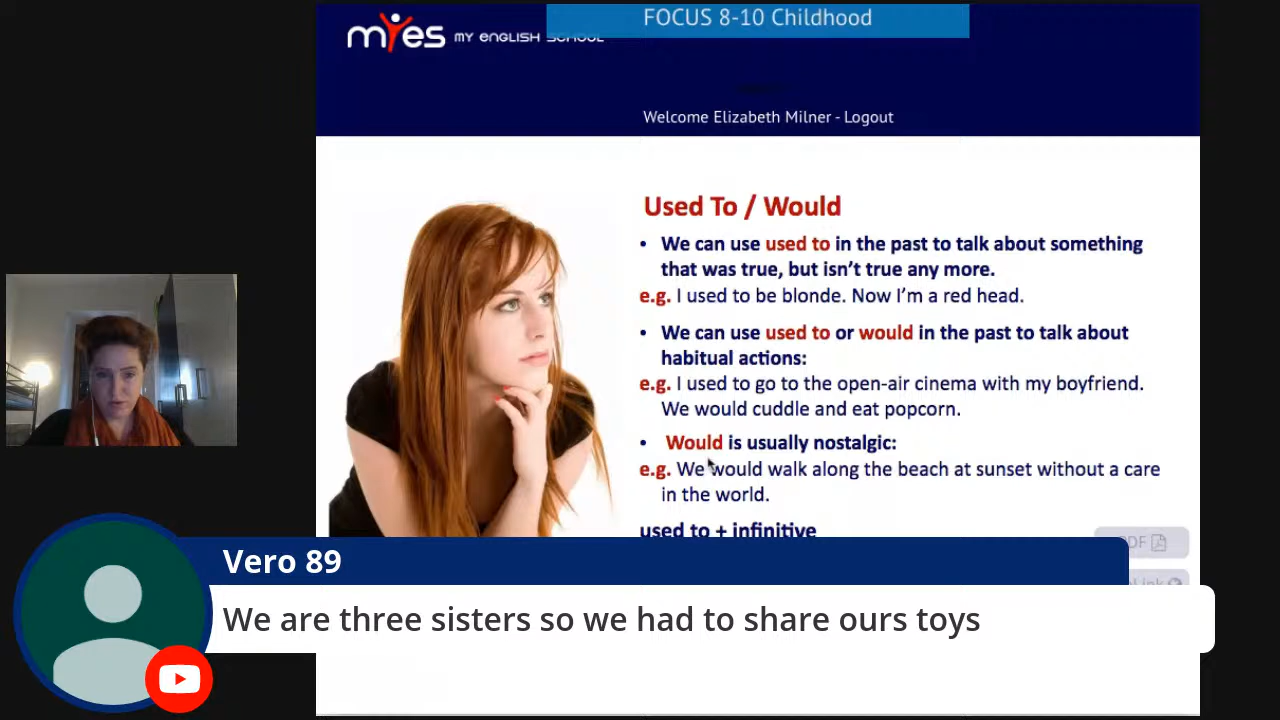 FOCUS 8-10 Childhood
myes MY ENGLISH SCHOOL
Welcome Elizabeth Milner - Logout
Used To / Would
• We can use used to in the past to talk about something
that was true, but isn't true any more.
e.g. I used to be blonde. Now I'm a red head.
• We can use used to or would in the past to talk about
habitual actions:
e.g. I used to go to the open-air cinema with my boyfriend.
We would cuddle and eat popcorn.
• Would is usually nostalgic:
e.g. We would walk along the beach at sunset without a care
in the world.
used to + infinitive
PDF
Vero 89
We are three sisters so we had to share ours toys